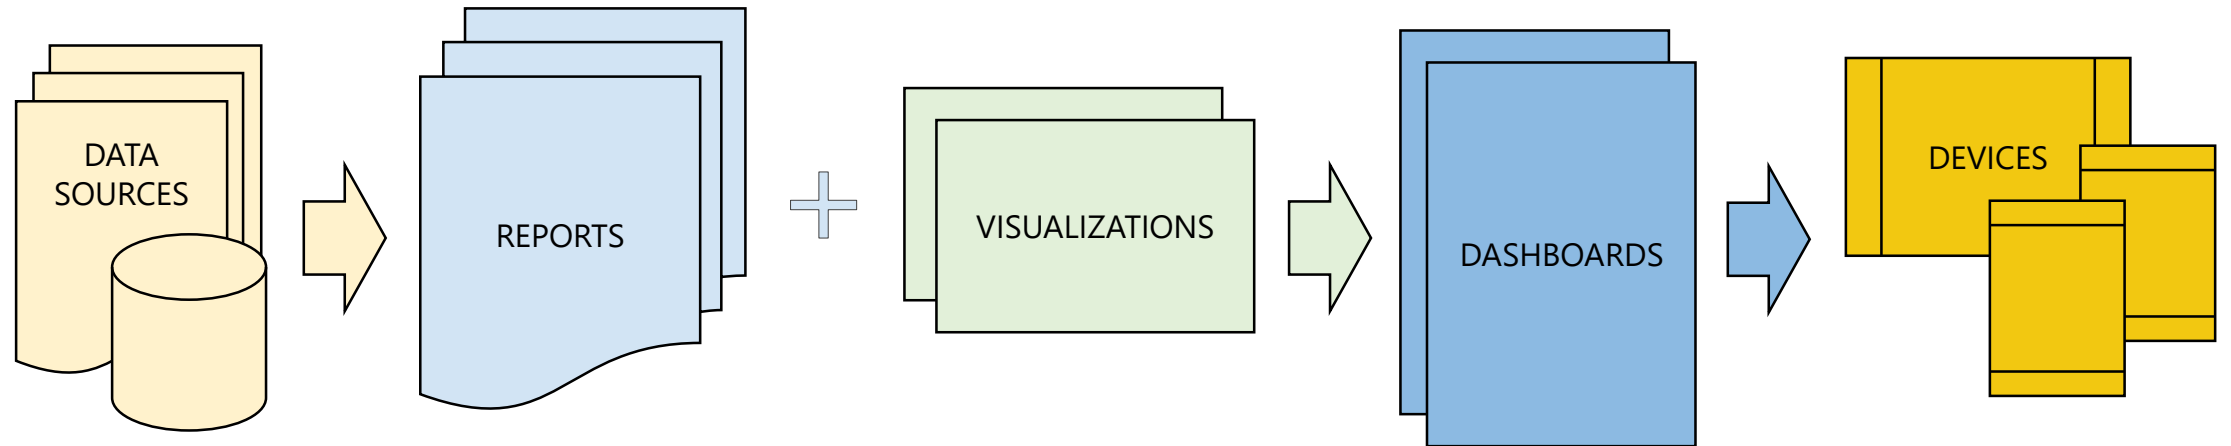 DATA
SOURCES
REPORTS
VISUALIZATIONS
DASHBOARDS
DEVICES